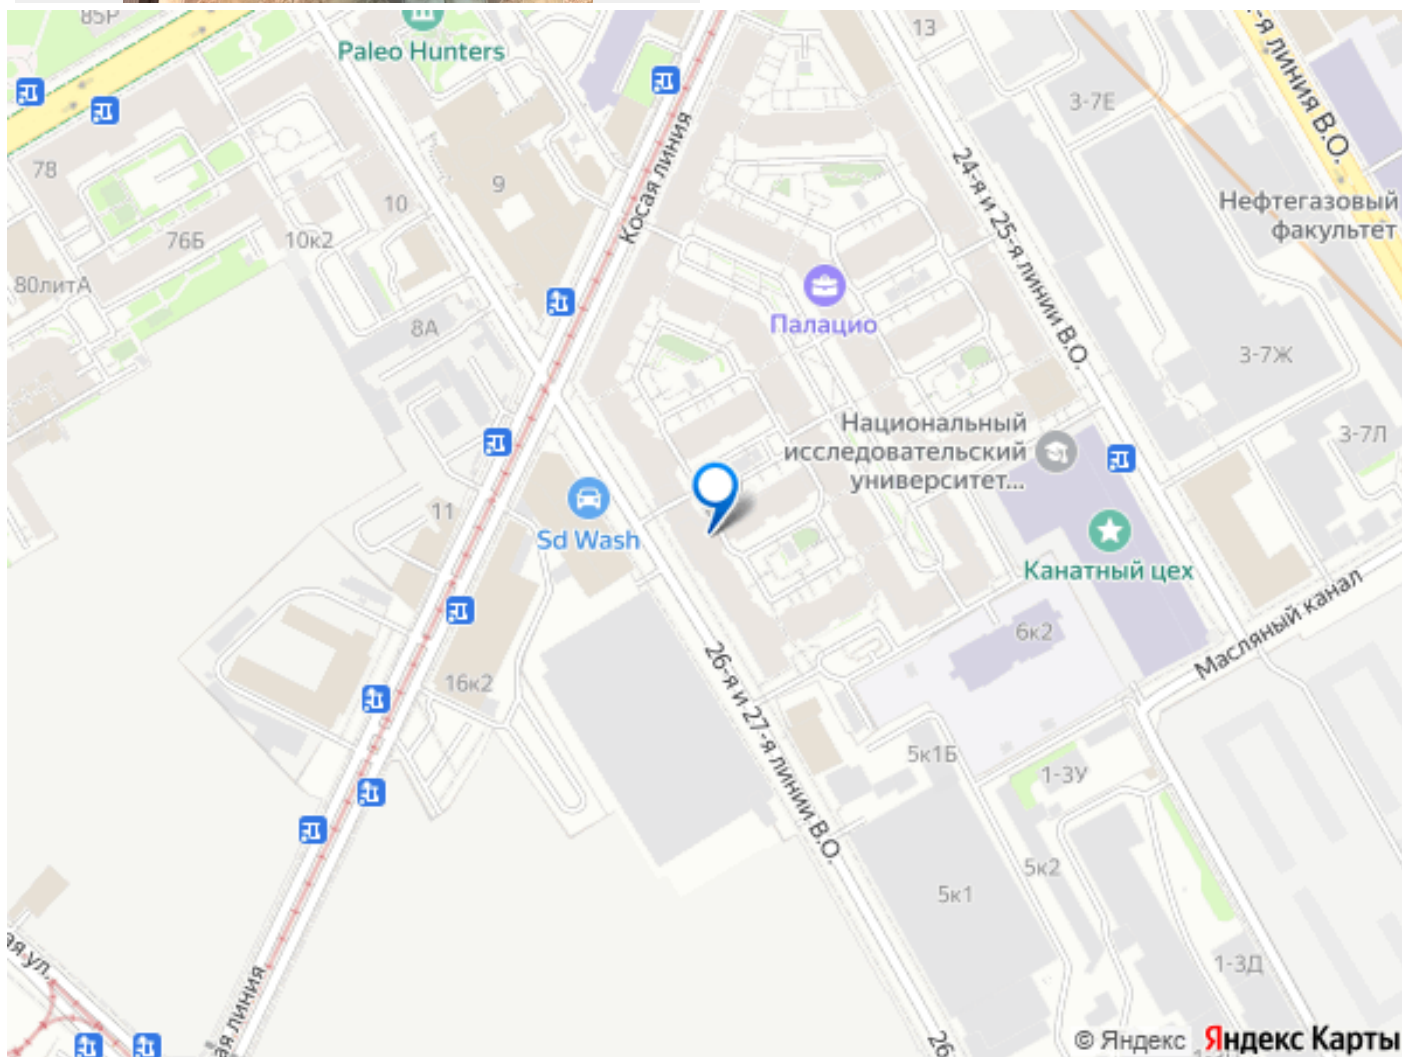 85Р
Paleo Hunters
13
3-7Е
-я линия В.О.
78
9
Косая линия
24-я и 25-я линии В.О.
Нефтегазовый
факультет
10
76Б
10к2
80литА
8А
Палацио
3-7Ж
Национальный
исследовательский
университет...
3-7Л
11
Sd Wash
Канатный цех
Масляный канал
6к2
26-я и 27-я линии В.О.
16к2
5к1Б
1-3У
5к2
5к1
ая ул.
1-3Д
ая линия
26
© Яндекс Яндекс Карты